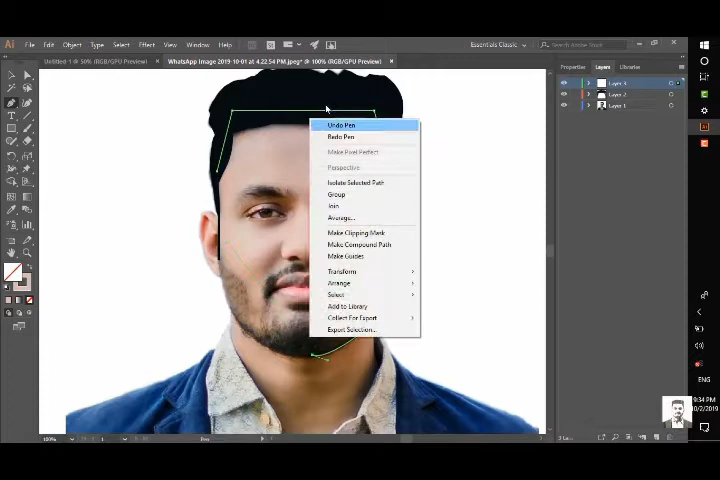 Ai File Edit Object Type Select Effect View Window Help Essentials Classic
Untitled 1 @ 50% (RGB/GPU Preview) × WhatsApp Image 2019-10-01 at 4.22.54 PM.jpeg* @ 100% (RGB/GPU Preview) ×
Properties Layers Libraries
Layer 3
Layer 2
Layer 1
Undo Pen
Redo Pen
Make Pixel Perfect
Perspective
Isolate Selected Path
Group
Join
Average...
Make Clipping Mask
Make Compound Path
Make Guides
Transform
Arrange
Select
Add to Library
Collect For Export
Export Selection...
ENG
9:34 PM
10/2/2019
100% 1 Pen